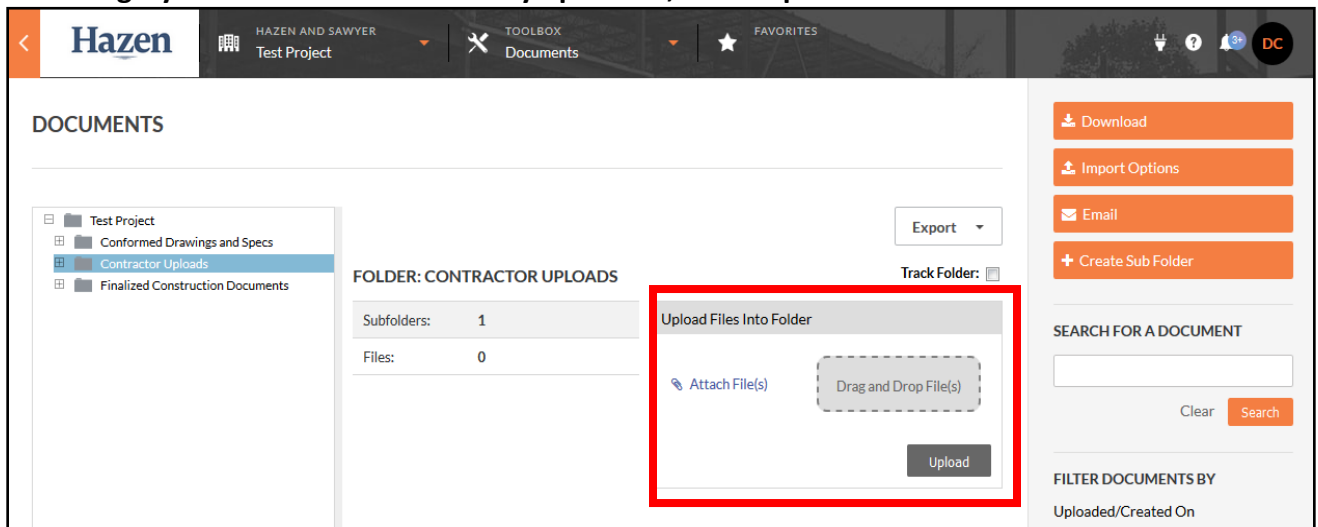 Hazen
HAZEN AND SAWYER
Test Project
TOOLBOX
Documents
FAVORITES
3+
DC
DOCUMENTS
Test Project
Conformed Drawings and Specs
Contractor Uploads
Finalized Construction Documents
Export
FOLDER: CONTRACTOR UPLOADS
Track Folder:
Subfolders: 1
Files: 0
Upload Files Into Folder
Attach File(s)
Drag and Drop File(s)
Upload
Download
Import Options
Email
+ Create Sub Folder
SEARCH FOR A DOCUMENT
Clear Search
FILTER DOCUMENTS BY
Uploaded/Created On